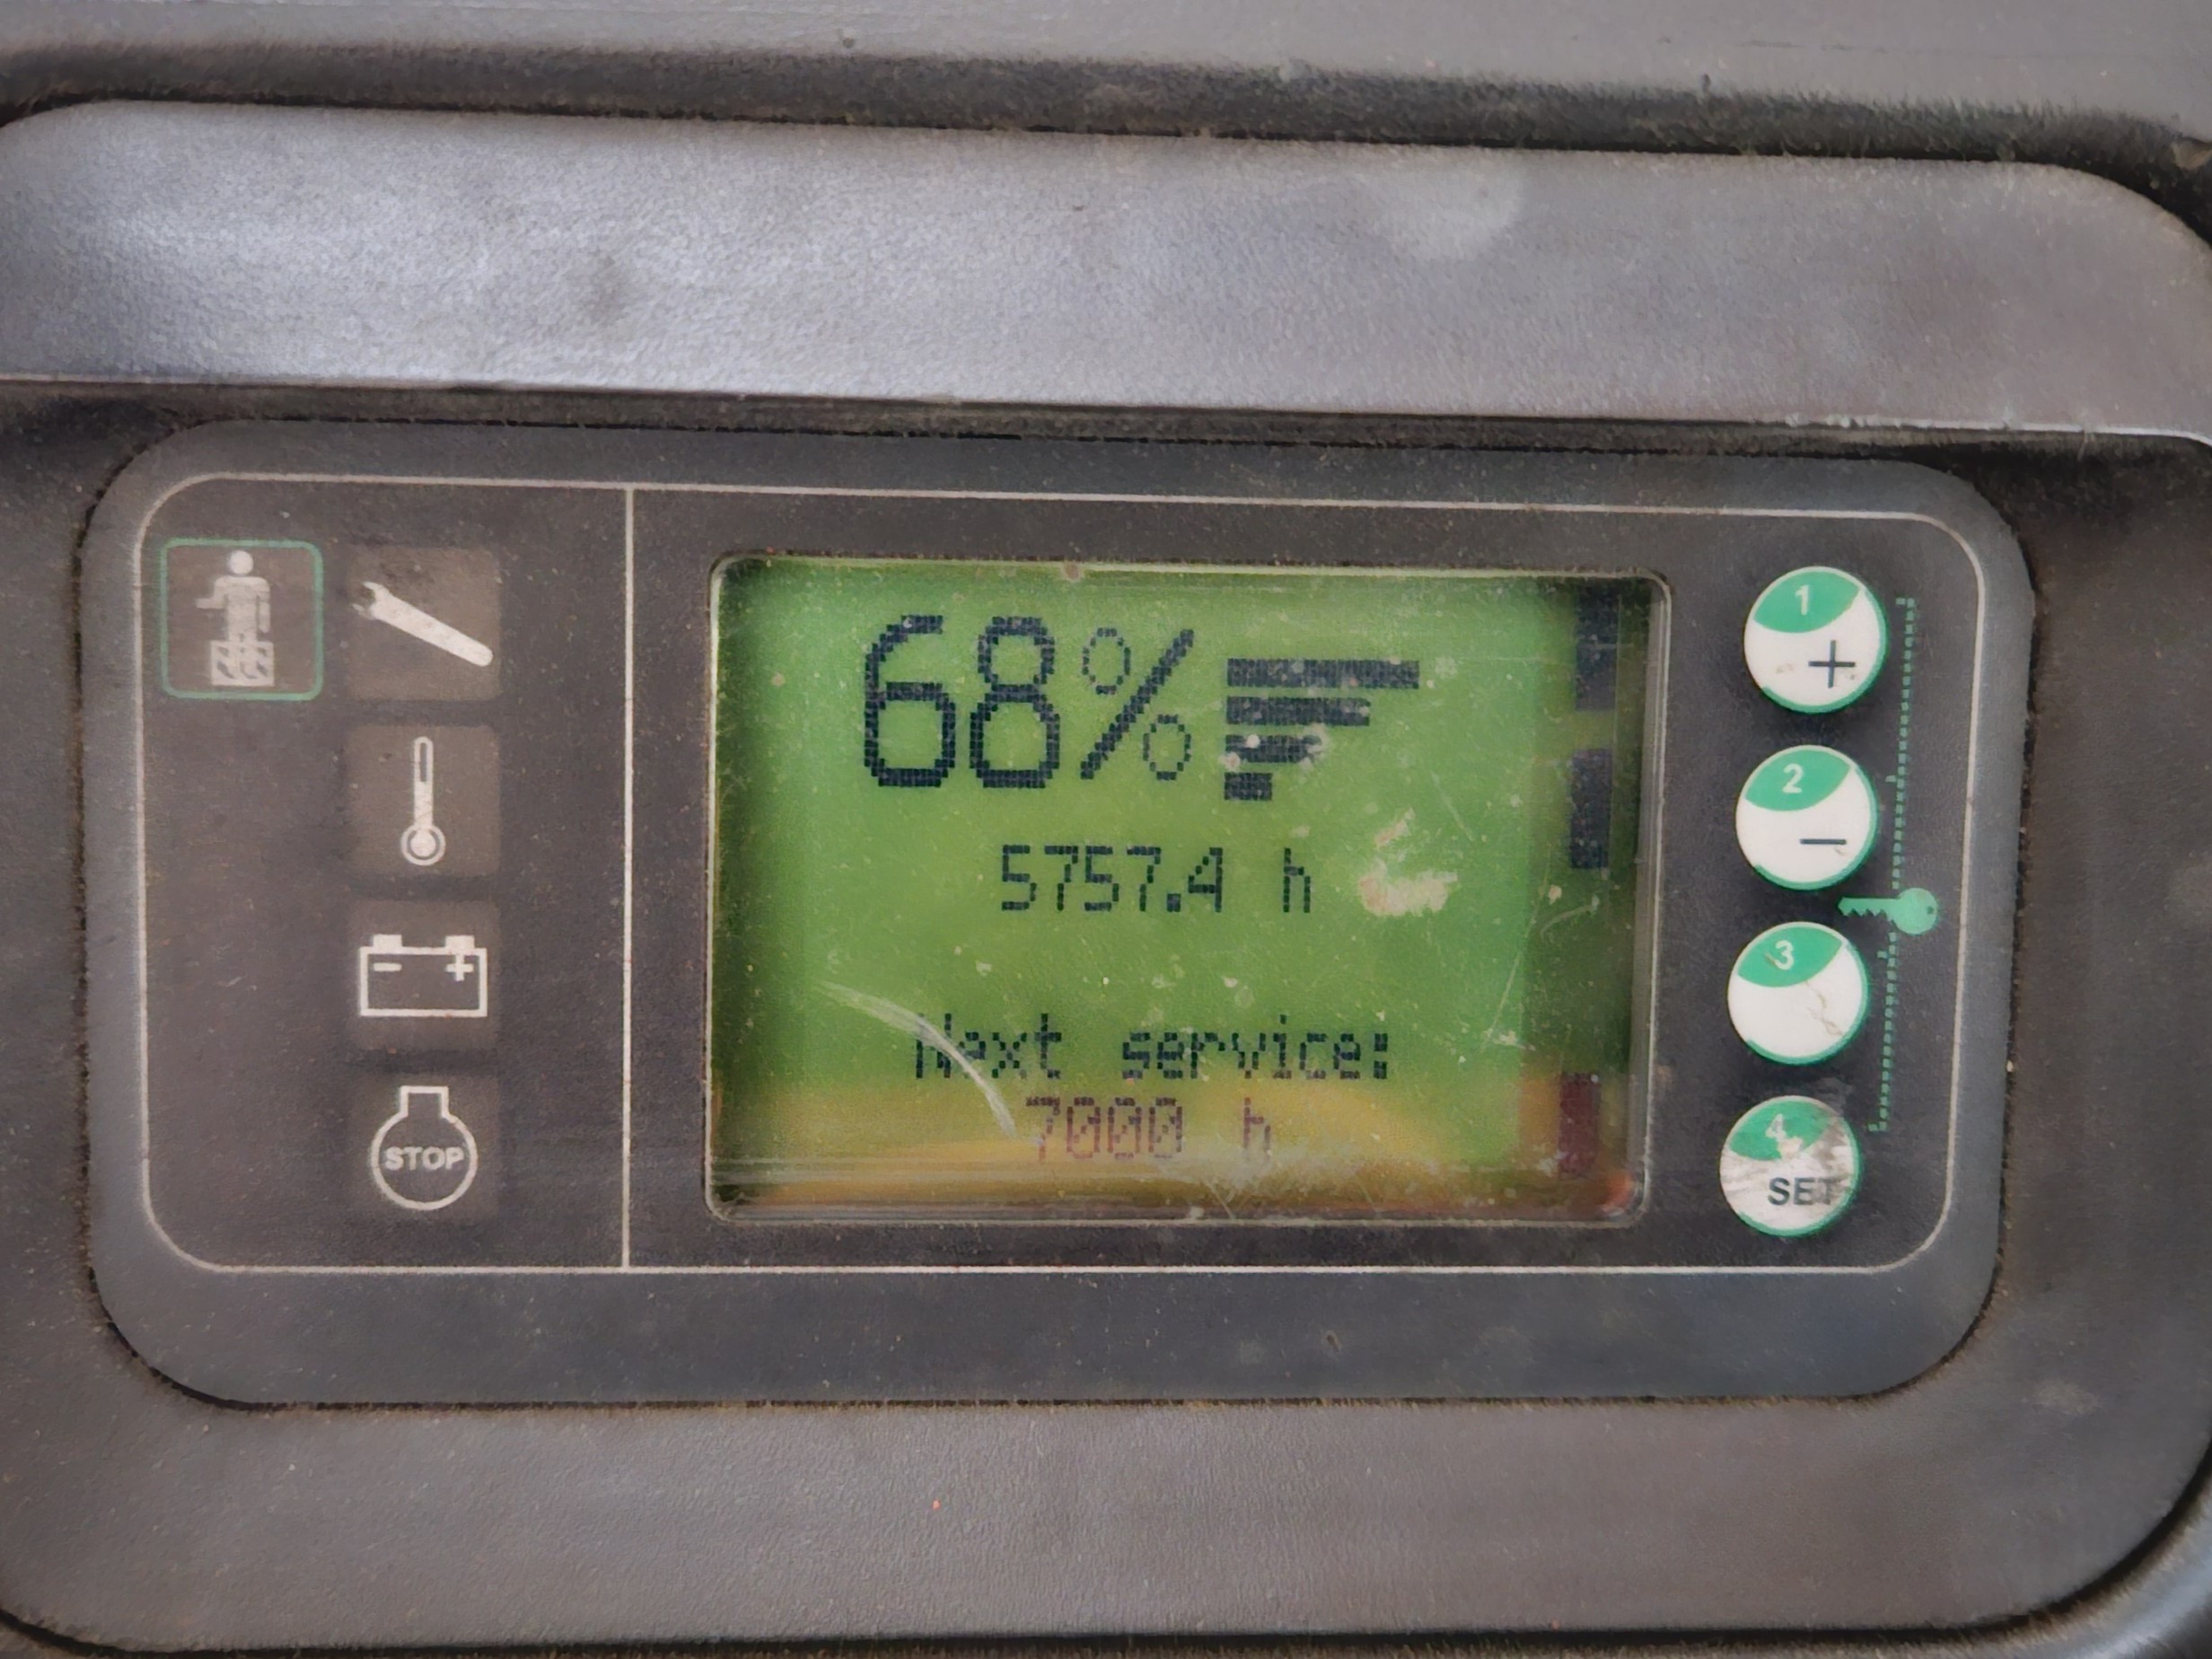 68%
5757.4 h
Next service:
7000 h
STOP
1
+
2
−
3
4
SET